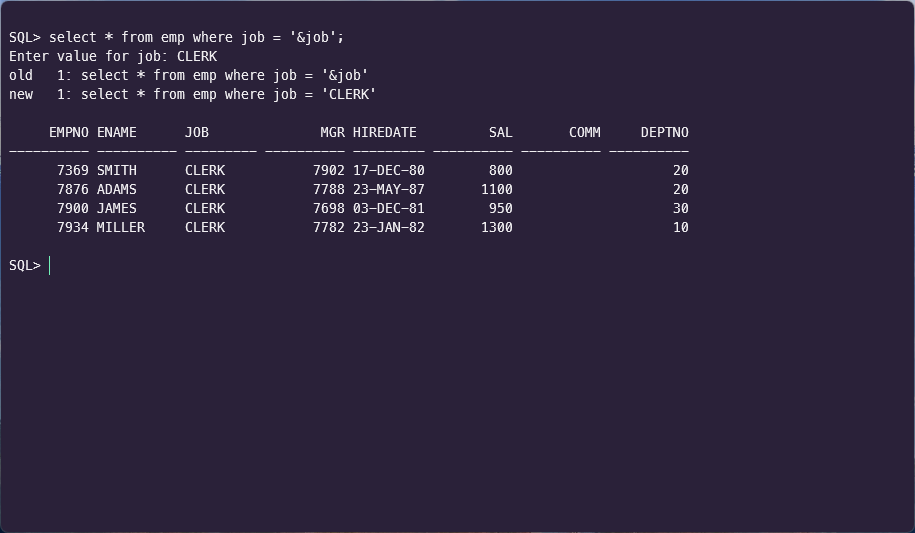 SQL> select * from emp where job = '&job';
Enter value for job: CLERK
old   1: select * from emp where job = '&job'
new   1: select * from emp where job = 'CLERK'
     EMPNO ENAME      JOB              MGR HIREDATE         SAL       COMM     DEPTNO
---------- ---------- --------- ---------- --------- ---------- ---------- ----------
      7369 SMITH      CLERK           7902 17-DEC-80        800                    20
      7876 ADAMS      CLERK           7788 23-MAY-87       1100                    20
      7900 JAMES      CLERK           7698 03-DEC-81        950                    30
      7934 MILLER     CLERK           7782 23-JAN-82       1300                    10
SQL>